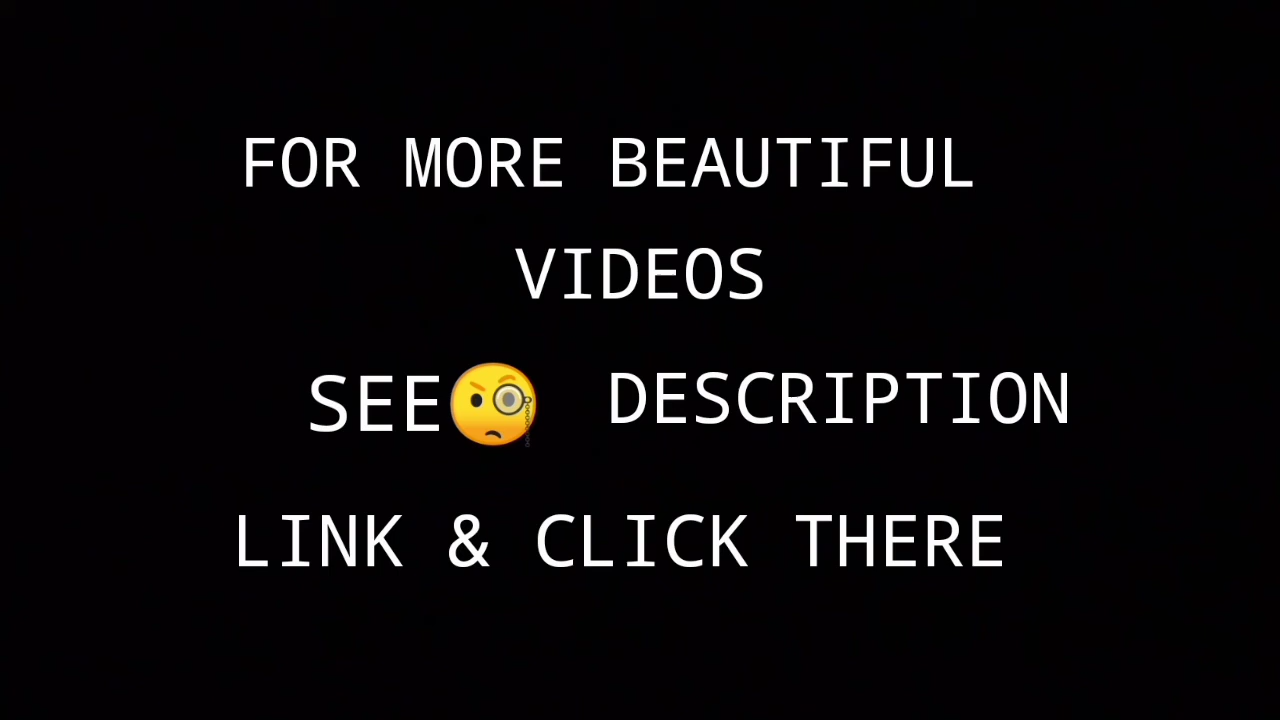 FOR MORE BEAUTIFUL
VIDEOS
SEE🧐 DESCRIPTION
LINK & CLICK THERE